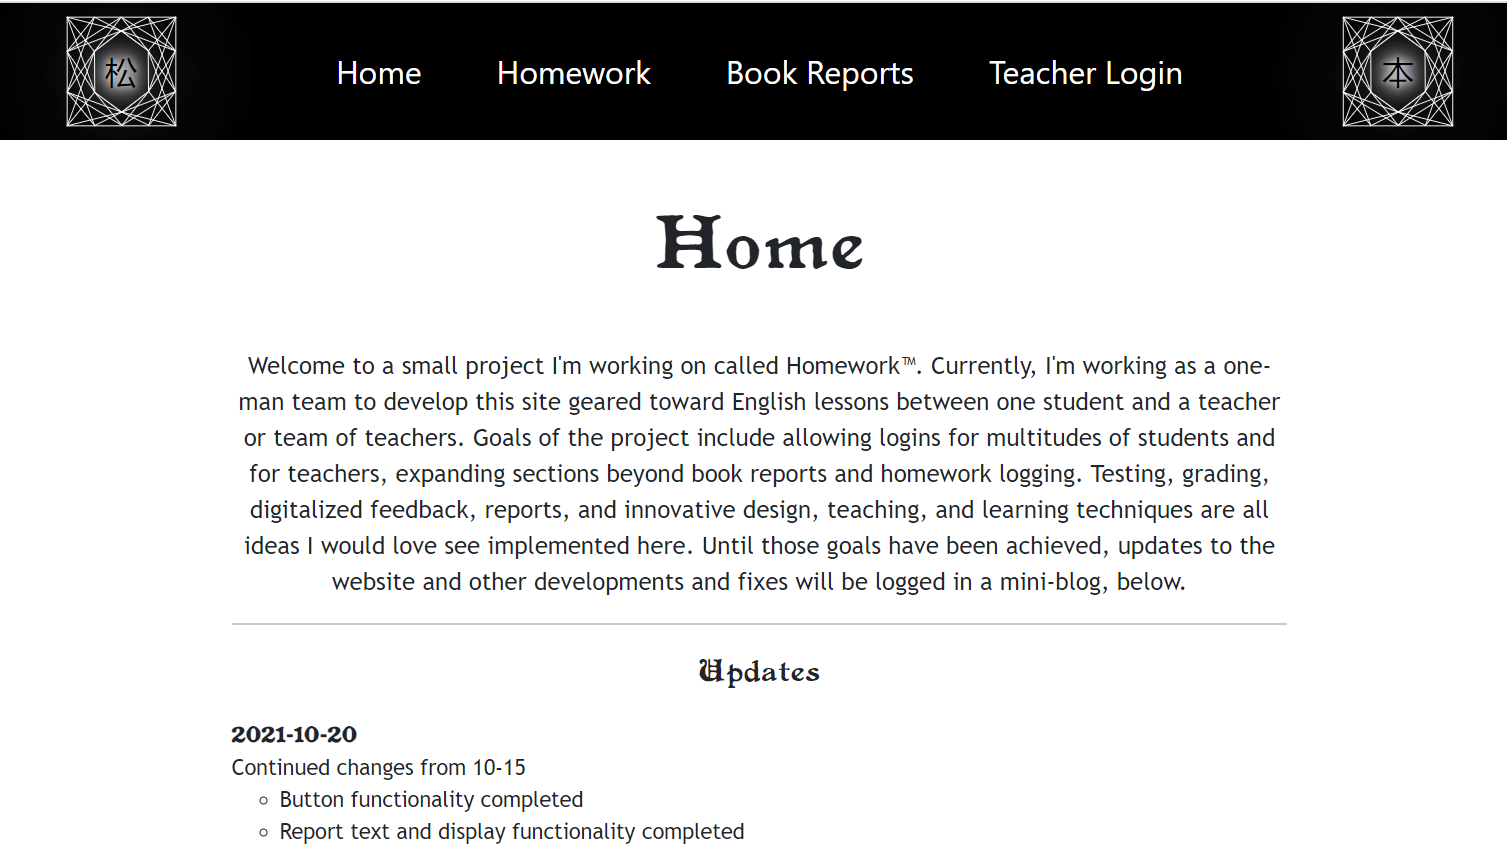 松 Home Homework Book Reports Teacher Login 本
Home
Welcome to a small project I'm working on called Homework™. Currently, I'm working as a one-
man team to develop this site geared toward English lessons between one student and a teacher
or team of teachers. Goals of the project include allowing logins for multitudes of students and
for teachers, expanding sections beyond book reports and homework logging. Testing, grading,
digitalized feedback, reports, and innovative design, teaching, and learning techniques are all
ideas I would love see implemented here. Until those goals have been achieved, updates to the
website and other developments and fixes will be logged in a mini-blog, below.
Updates
2021-10-20
Continued changes from 10-15
Button functionality completed
Report text and display functionality completed